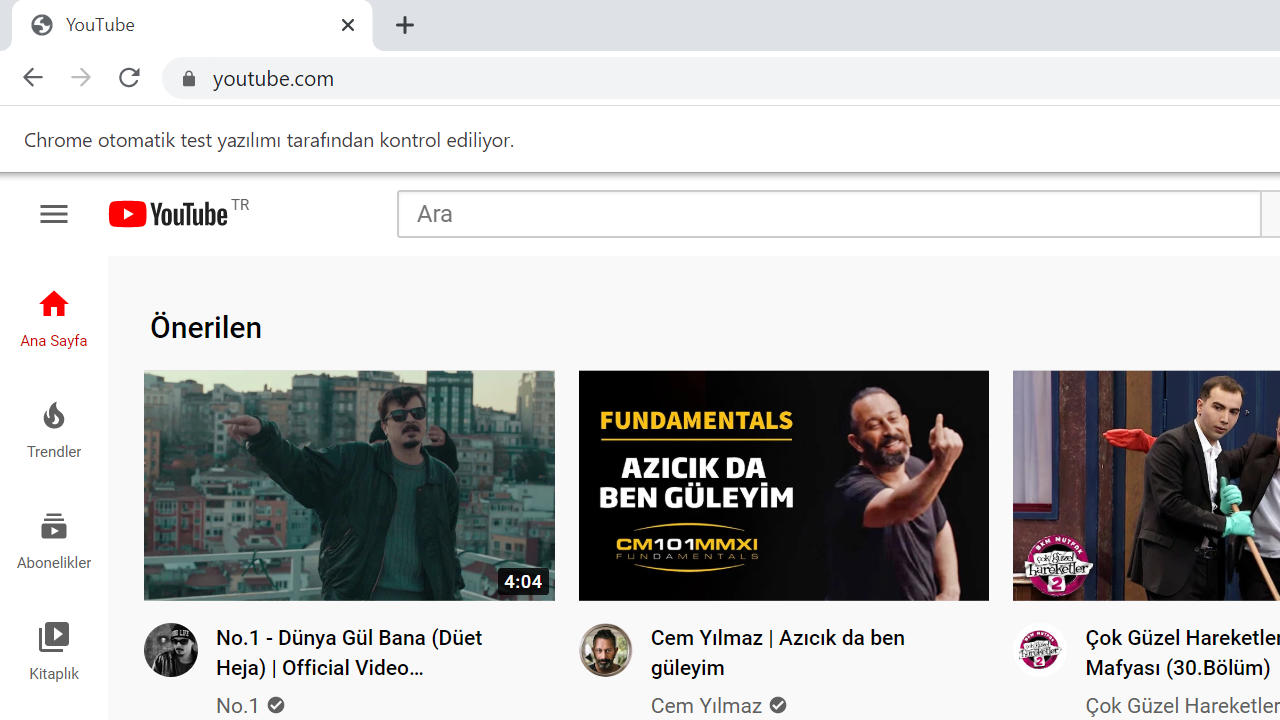 YouTube
youtube.com
Chrome otomatik test yazılımı tarafından kontrol ediliyor.
YouTube TR
Ara
Ana Sayfa
Trendler
Abonelikler
Kitaplık
Önerilen
4:04
No.1 - Dünya Gül Bana (Düet
Heja) | Official Video...
No.1
FUNDAMENTALS
AZICIK DA
BEN GÜLEYİM
CM101MMXI
FUNDAMENTALS
Cem Yılmaz | Azıcık da ben
güleyim
Cem Yılmaz
BKM MUTFAK
çok güzel
hareketler
2
Çok Güzel Hareketler
Mafyası (30.Bölüm)
Çok Güzel Hareketler